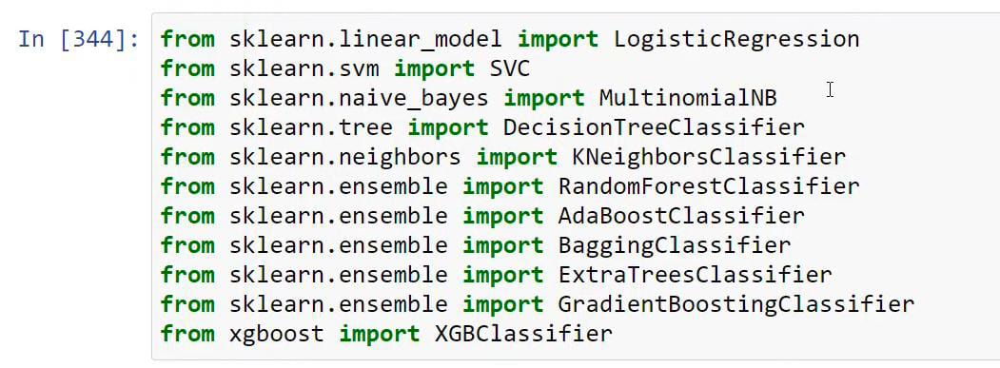 In [344]: from sklearn.linear_model import LogisticRegression
from sklearn.svm import SVC
from sklearn.naive_bayes import MultinomialNB
from sklearn.tree import DecisionTreeClassifier
from sklearn.neighbors import KNeighborsClassifier
from sklearn.ensemble import RandomForestClassifier
from sklearn.ensemble import AdaBoostClassifier
from sklearn.ensemble import BaggingClassifier
from sklearn.ensemble import ExtraTreesClassifier
from sklearn.ensemble import GradientBoostingClassifier
from xgboost import XGBClassifier